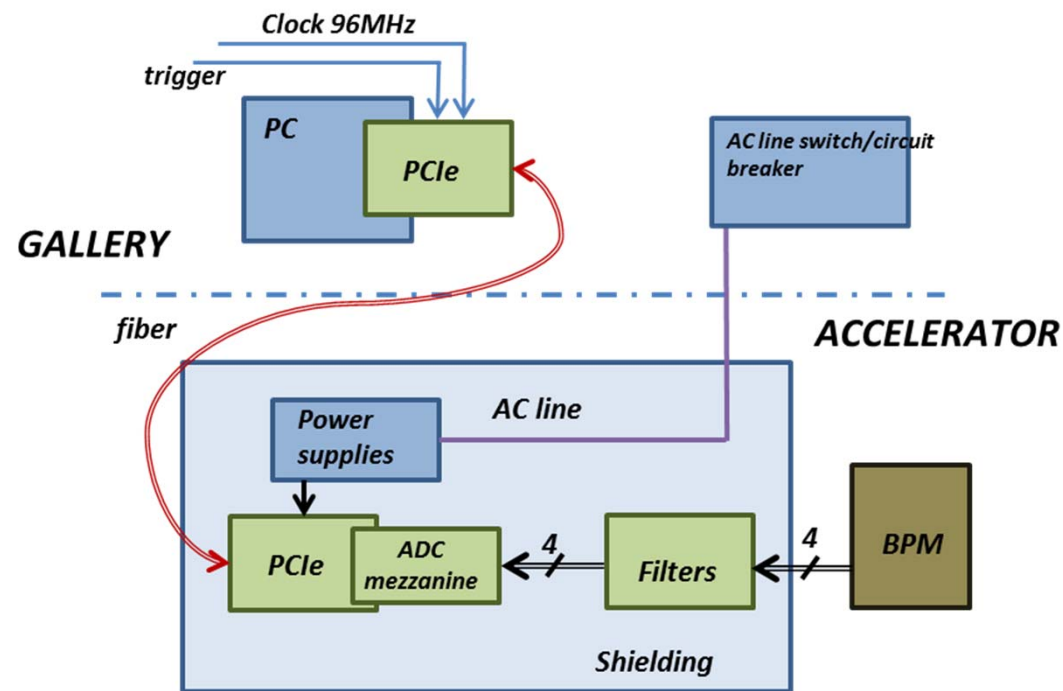 Clock 96MHz
trigger
PC
PCIe
AC line switch/circuit
breaker
GALLERY
fiber
ACCELERATOR
Power
supplies
AC line
PCIe
ADC
mezzanine
4
Filters
4
BPM
Shielding